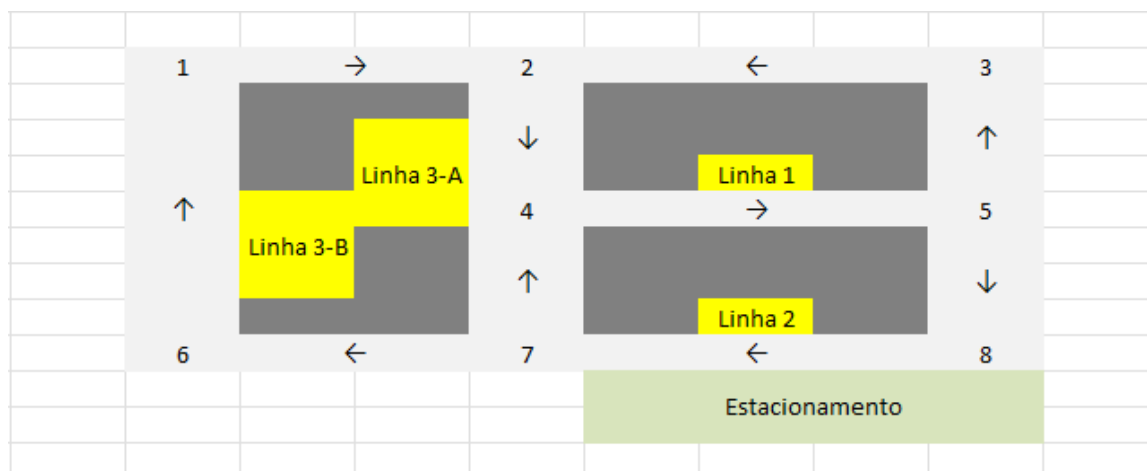 1 → 2 ← 3
↓ ↑
Linha 3-A Linha 1
↑ 4 → 5
Linha 3-B
↑ ↓
Linha 2
6 ← 7 ← 8
Estacionamento